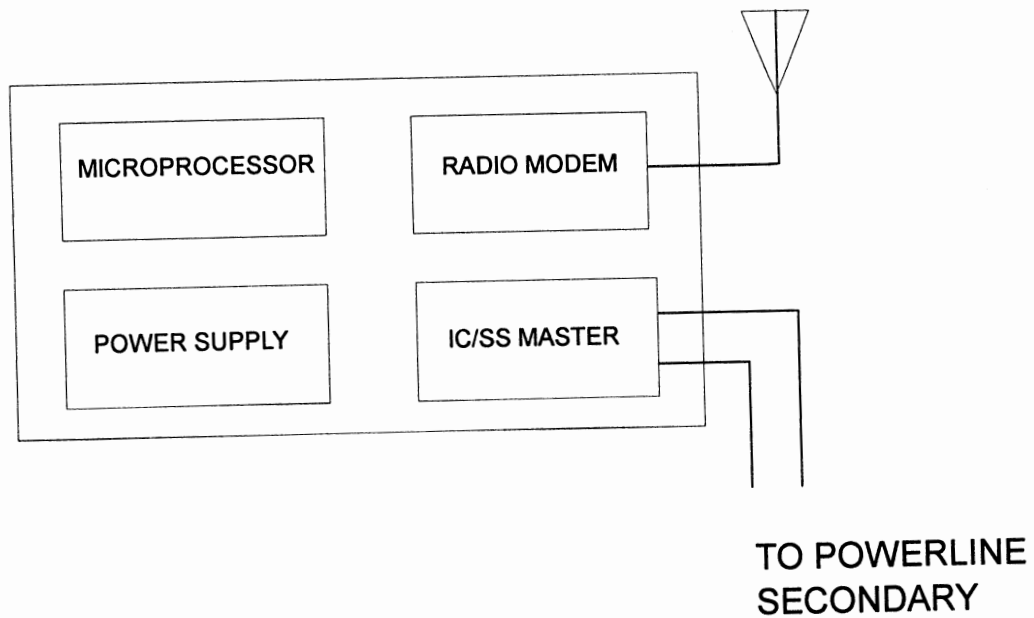 MICROPROCESSOR
RADIO MODEM
POWER SUPPLY
IC/SS MASTER
TO POWERLINE
SECONDARY